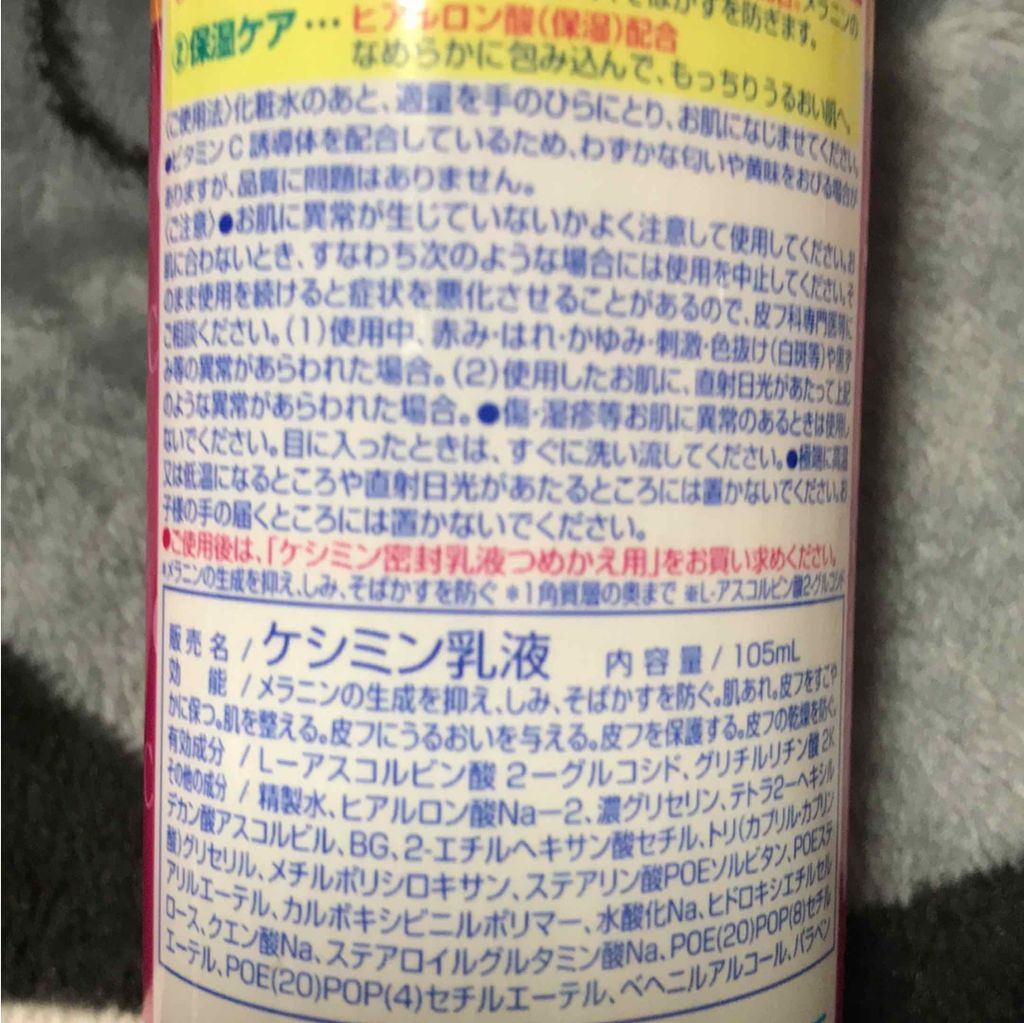 メラニンの
そばかすを防ぎます。
②保湿ケア … ヒアルロン酸(保湿)配合
なめらかに包み込んで、もっちりうるおい肌へ。
〈ご使用法〉化粧水のあと、適量を手のひらにとり、お肌になじませてください。
●ビタミンC誘導体を配合しているため、わずかな匂いや黄味をおびる場合が
ありますが、品質に問題はありません。
〈ご注意〉●お肌に異常が生じていないかよく注意して使用してください。お
肌に合わないとき、すなわち次のような場合には使用を中止してください。そ
のまま使用を続けると症状を悪化させることがあるので、皮フ科専門医等に
ご相談ください。(1)使用中、赤み・はれ・かゆみ・刺激・色抜け(白斑等)や黒ず
み等の異常があらわれた場合。(2)使用したお肌に、直射日光があたって上記
のような異常があらわれた場合。●傷・湿疹等お肌に異常のあるときは使用し
ないでください。目に入ったときは、すぐに洗い流してください。●極端に高温
又は低温になるところや直射日光があたるところには置かないでください。お
子様の手の届くところには置かないでください。
●ご使用後は、「ケシミン密封乳液つめかえ用」をお買い求めください。
*メラニンの生成を抑え、しみ、そばかすを防ぐ *1角質層の奥まで ※L-アスコルビン酸2-グルコシド
販売名/ケシミン乳液 内容量/105mL
効能/メラニンの生成を抑え、しみ、そばかすを防ぐ。肌あれ。皮フをすこや
かに保つ。肌を整える。皮フにうるおいを与える。皮フを保護する。皮フの乾燥を防ぐ。
有効成分/L-アスコルビン酸 2-グルコシド、グリチルリチン酸2K
その他の成分/精製水、ヒアルロン酸Na-2、濃グリセリン、テトラ2-ヘキシル
デカン酸アスコルビル、BG、2-エチルヘキサン酸セチル、トリ(カプリル・カプリン
酸)グリセリル、メチルポリシロキサン、ステアリン酸POEソルビタン、POEステ
アリルエーテル、カルボキシビニルポリマー、水酸化Na、ヒドロキシエチルセル
ロース、クエン酸Na、ステアロイルグルタミン酸Na、POE(20)POP(8)セチル
エーテル、POE(20)POP(4)セチルエーテル、ベヘニルアルコール、パラベン